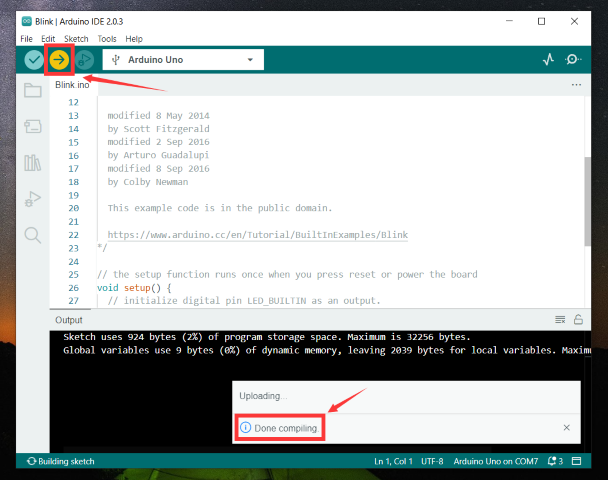 Blink | Arduino IDE 2.0.3
File Edit Sketch Tools Help
Arduino Uno
Blink.ino
12
13 modified 8 May 2014
14 by Scott Fitzgerald
15 modified 2 Sep 2016
16 by Arturo Guadalupi
17 modified 8 Sep 2016
18 by Colby Newman
19
20 This example code is in the public domain.
21
22 https://www.arduino.cc/en/Tutorial/BuiltInExamples/Blink
23 */
24
25 // the setup function runs once when you press reset or power the board
26 void setup() {
27 // initialize digital pin LED_BUILTIN as an output.
Output
Sketch uses 924 bytes (2%) of program storage space. Maximum is 32256 bytes.
Global variables use 9 bytes (0%) of dynamic memory, leaving 2039 bytes for local variables. Maxim
Uploading...
Done compiling.
Building sketch
Ln 1, Col 1 UTF-8 Arduino Uno on COM7 3